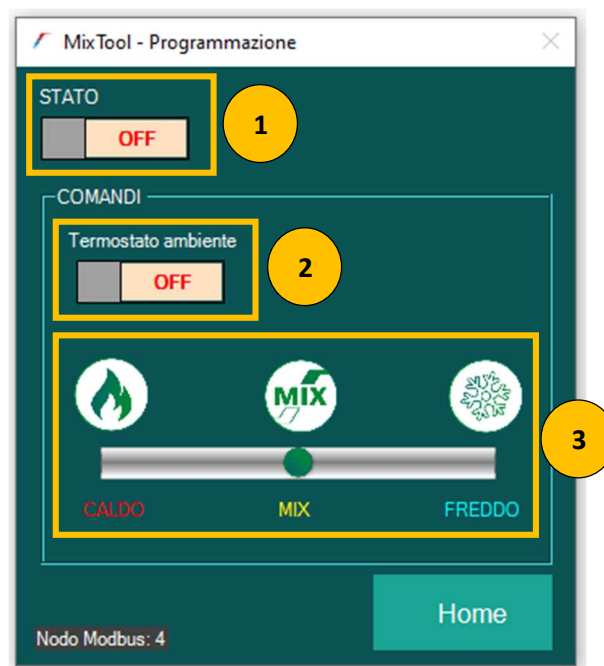 MixTool - Programmazione
STATO
OFF
1
COMANDI
Termostato ambiente
OFF
2
MIX
3
CALDO MIX FREDDO
Home
Nodo Modbus: 4